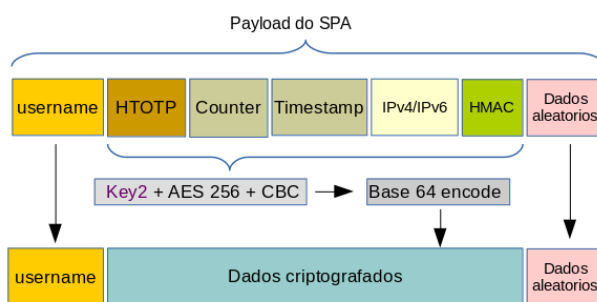 Payload do SPA
username
HTOTP
Counter
Timestamp
IPv4/IPv6
HMAC
Dados
aleatorios
Key2 + AES 256 + CBC
Base 64 encode
username
Dados criptografados
Dados
aleatorios